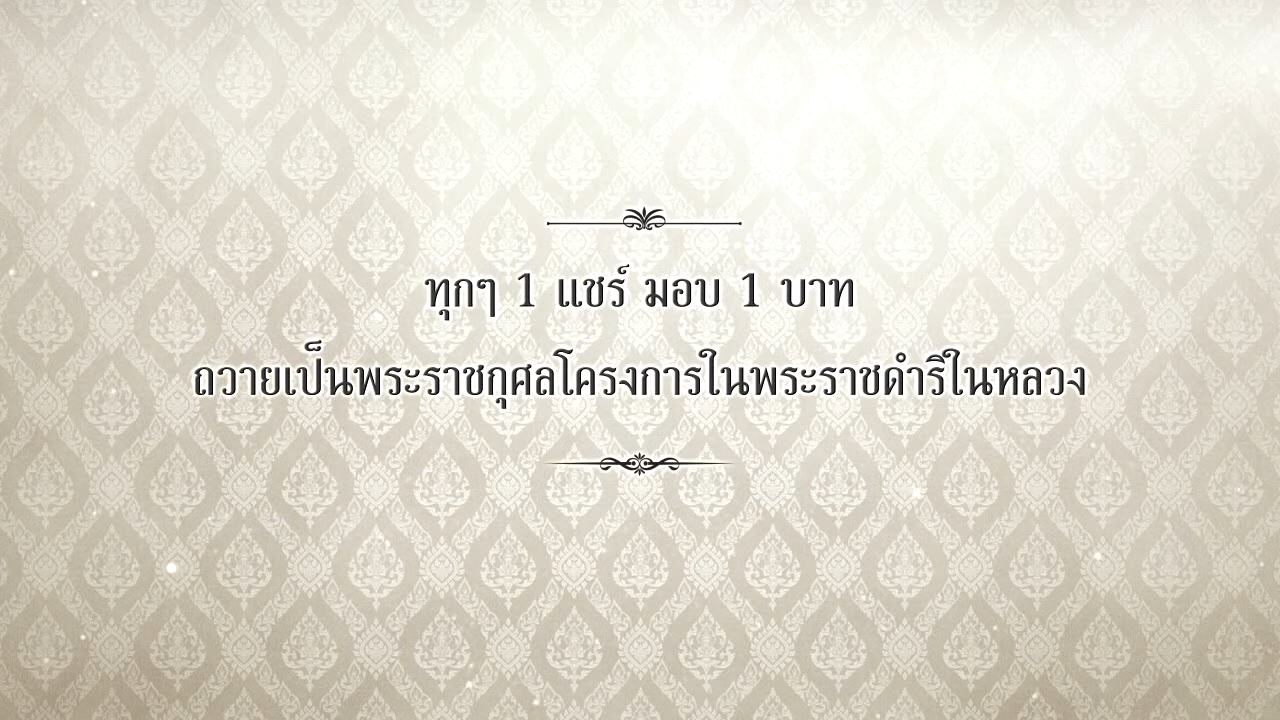 ทุกๆ 1 แชร์ มอบ 1 บาท
ถวายเป็นพระราชกุศลโครงการในพระราชดำริในหลวง